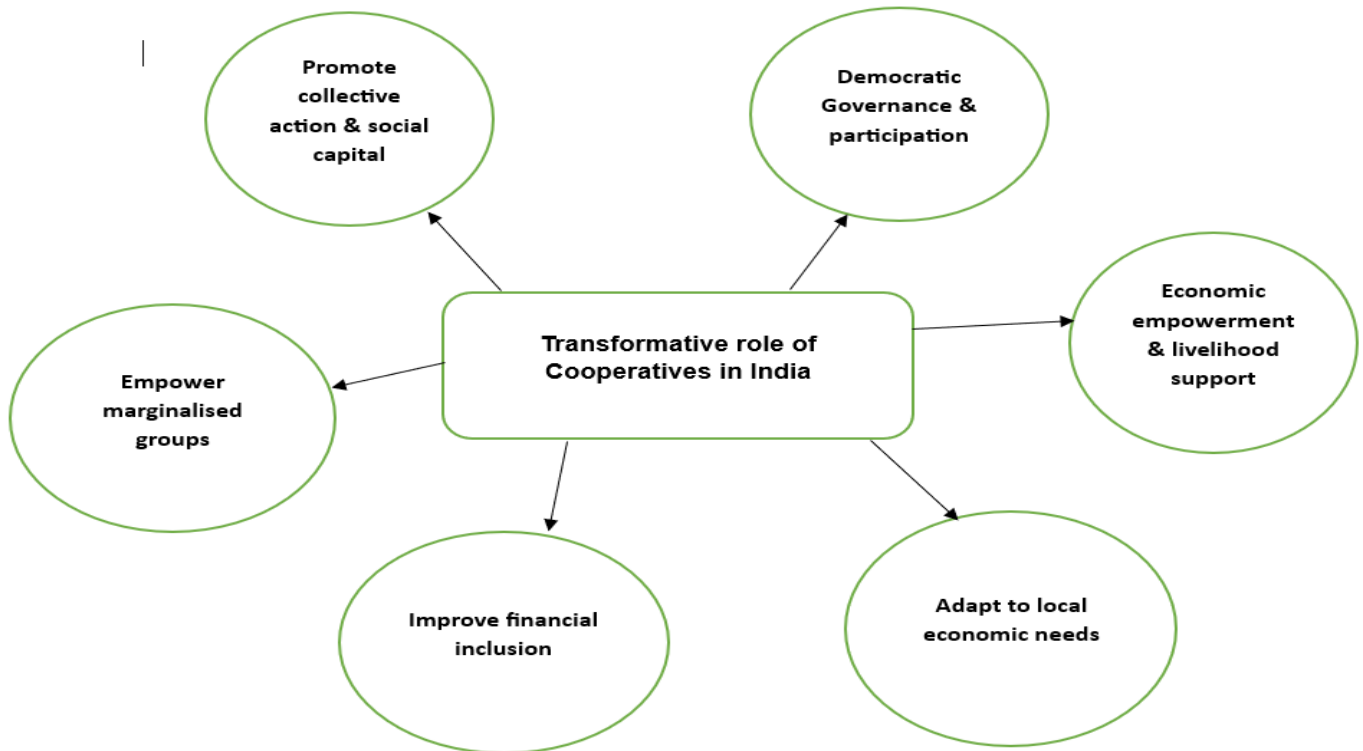 Promote
collective
action & social
capital
Democratic
Governance &
participation
Transformative role of
Cooperatives in India
Economic
empowerment
& livelihood
support
Empower
marginalised
groups
Improve financial
inclusion
Adapt to local
economic needs